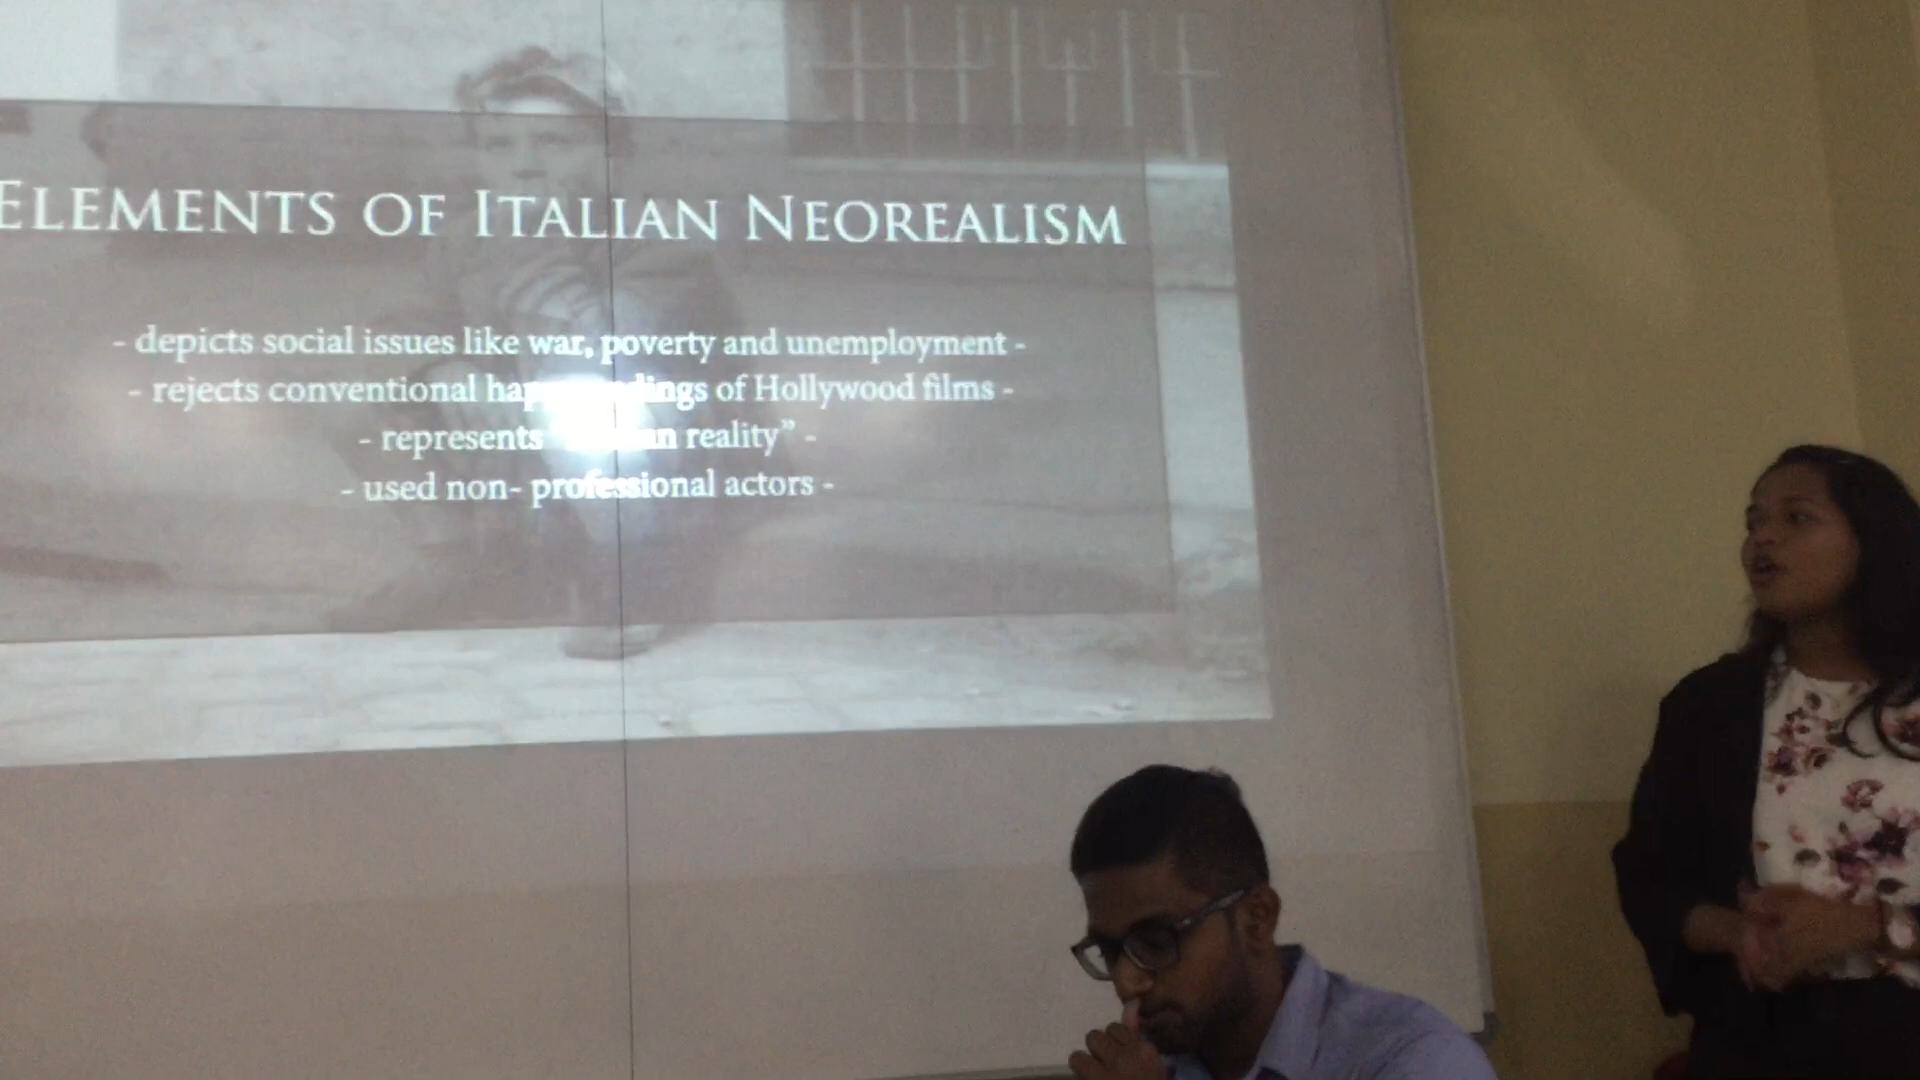 ELEMENTS OF ITALIAN NEOREALISM
- depicts social issues like war, poverty and unemployment -
- rejects conventional of Hollywood films -
- represents reality” -
- used non- professional actors -